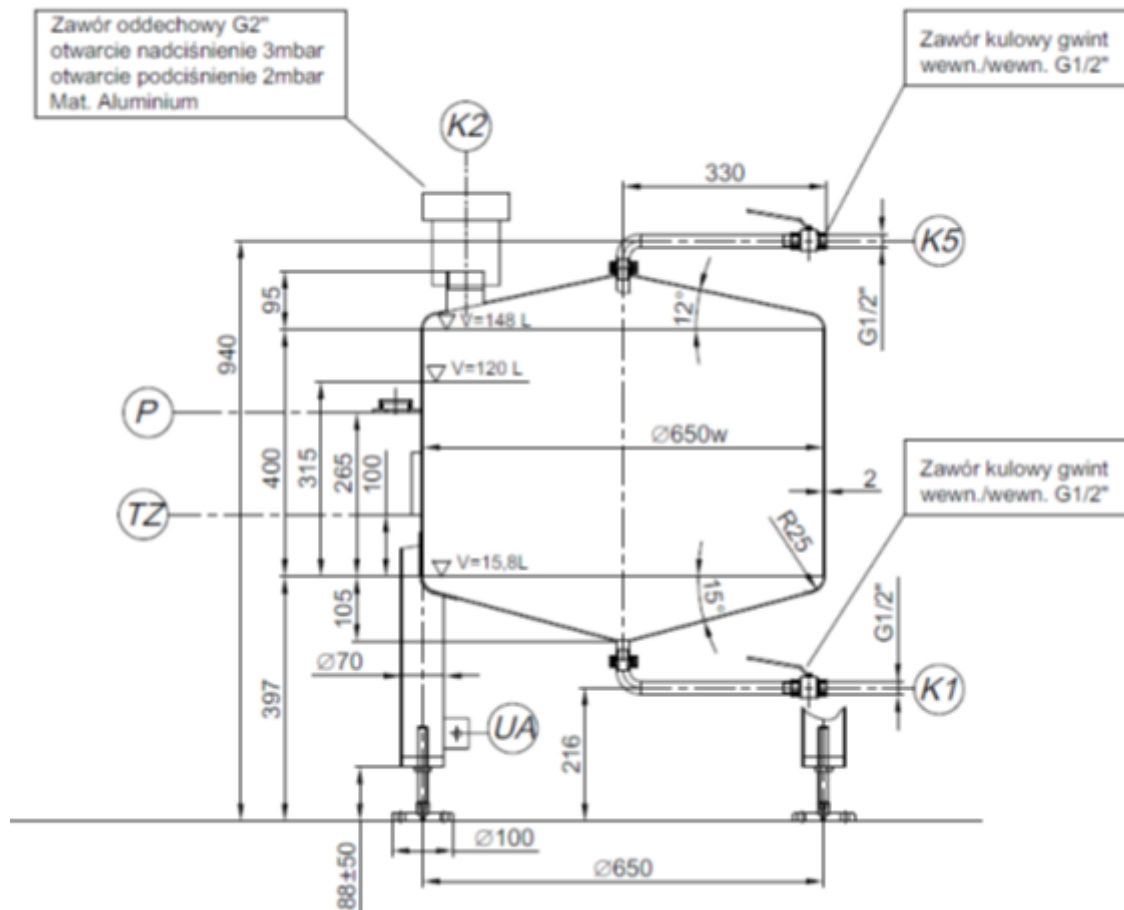 Zawór oddechowy G2"
otwarcie nadciśnienie 3mbar
otwarcie podciśnienie 2mbar
Mat. Aluminium
Zawór kulowy gwint
wewn./wewn. G1/2"
K2
330
K5
G1/2"
95
12°
V=148 L
940
V=120 L
P
400
315
265
100
Ø650w
Zawór kulowy gwint
wewn./wewn. G1/2"
2
TZ
R25
V=15,8L
105
15°
G1/2"
Ø70
397
K1
UA
216
Ø100
88±50
Ø650